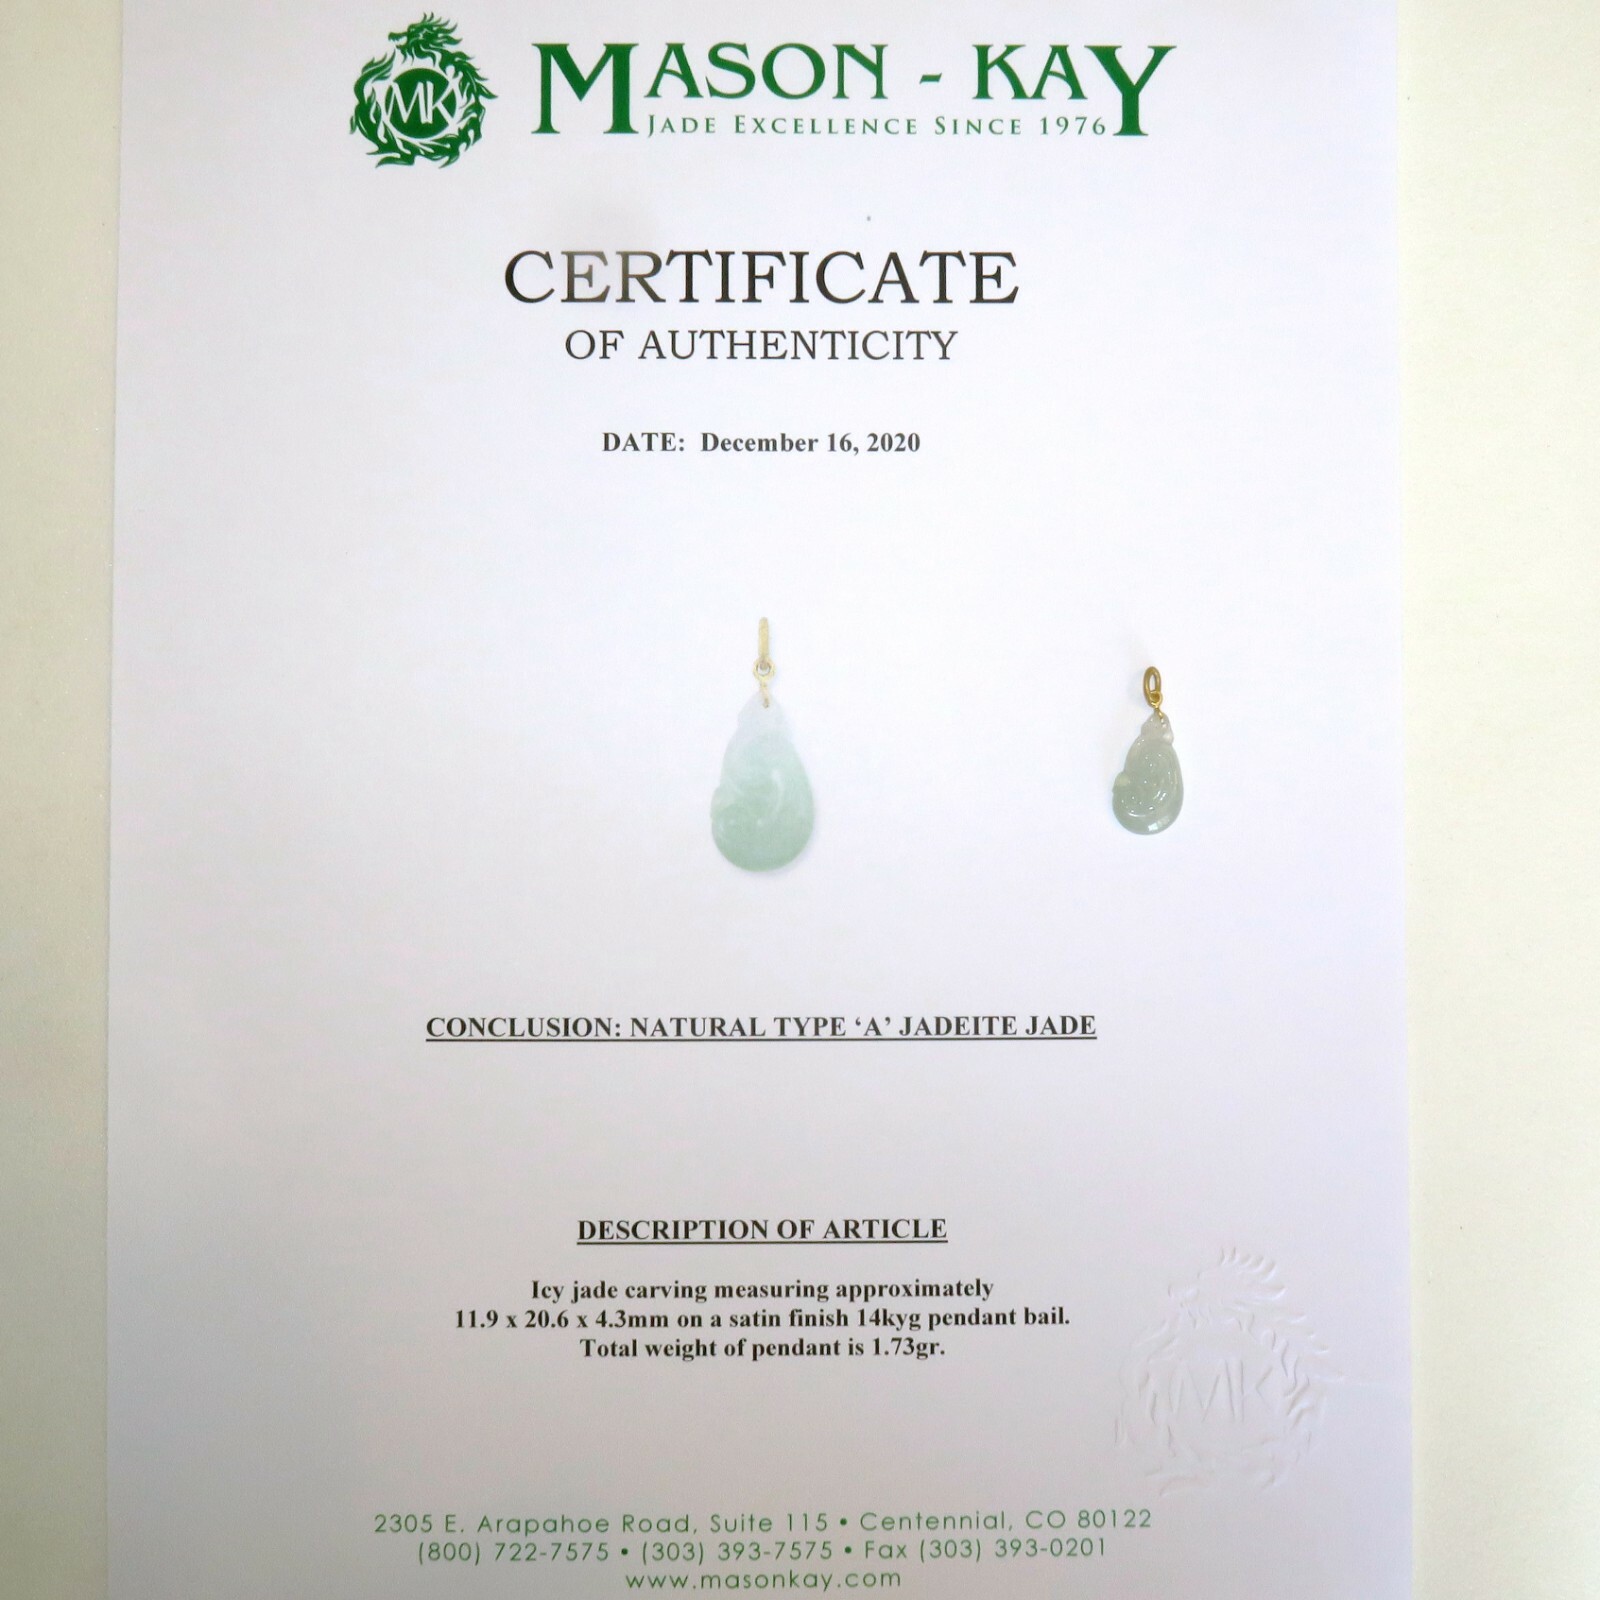 MK
MASON - KAY
JADE EXCELLENCE SINCE 1976
CERTIFICATE
OF AUTHENTICITY
DATE: December 16, 2020
CONCLUSION: NATURAL TYPE ‘A’ JADEITE JADE
DESCRIPTION OF ARTICLE
Icy jade carving measuring approximately
11.9 x 20.6 x 4.3mm on a satin finish 14kyg pendant bail.
Total weight of pendant is 1.73gr.
MK
2305 E. Arapahoe Road, Suite 115 • Centennial, CO 80122
(800) 722-7575 • (303) 393-7575 • Fax (303) 393-0201
www.masonkay.com